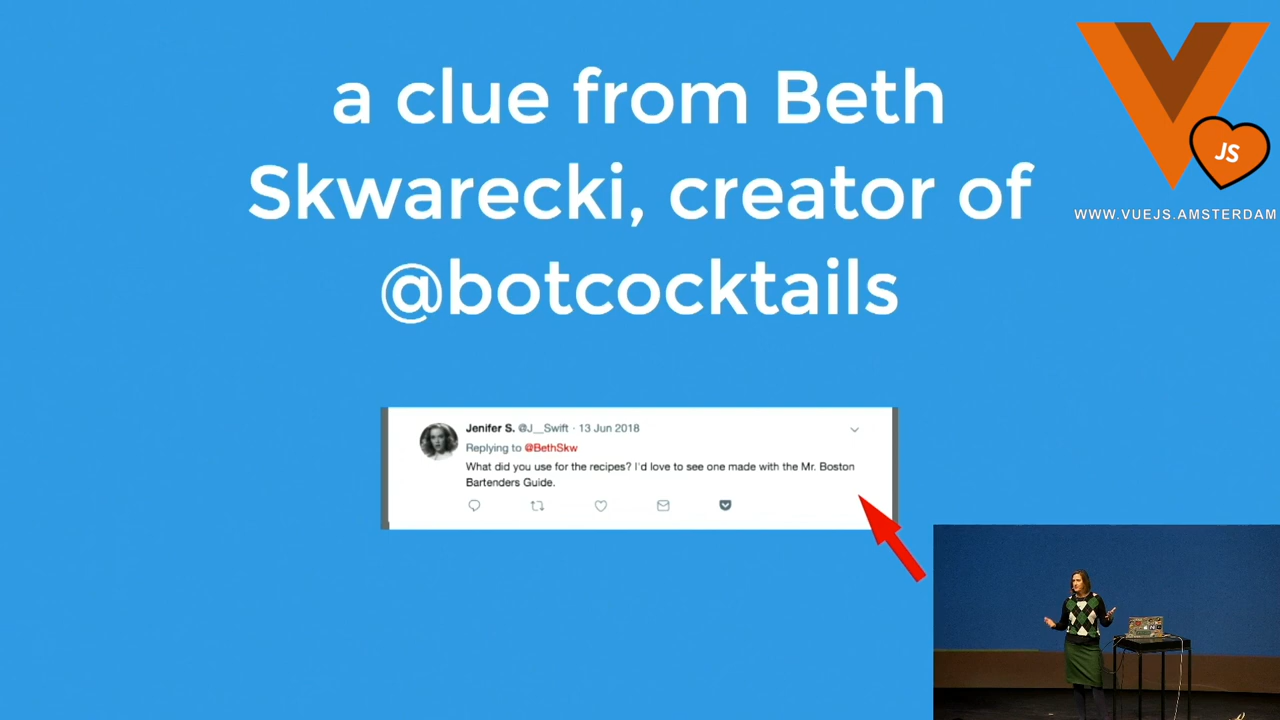 a clue from Beth
Skwarecki, creator of
@botcocktails
JS
WWW.VUEJS.AMSTERDAM
Jenifer S. @J__Swift · 13 Jun 2018
Replying to @BethSkw
What did you use for the recipes? I'd love to see one made with the Mr. Boston
Bartenders Guide.